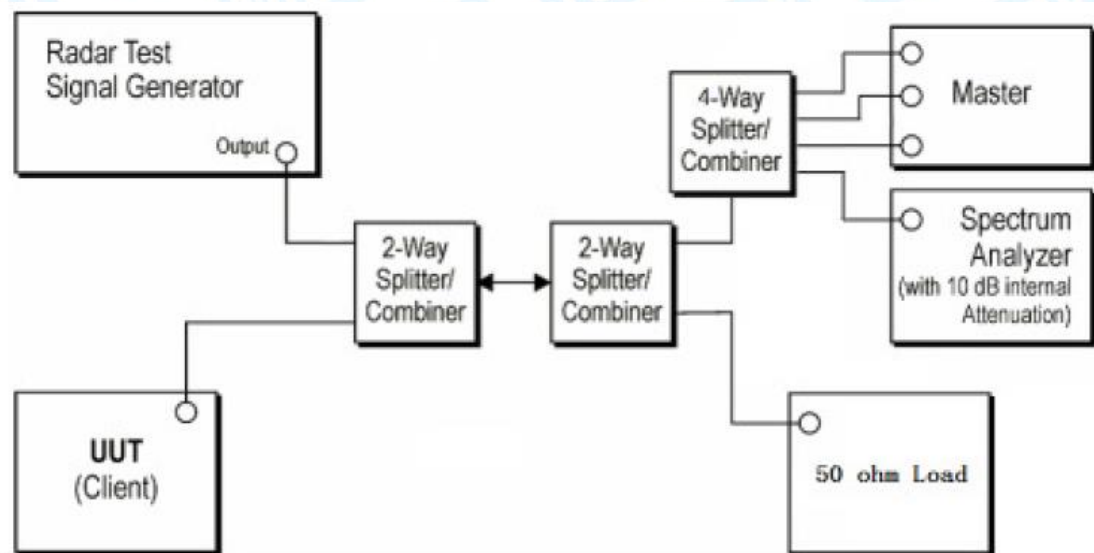 Radar Test
Signal Generator
Output
4-Way
Splitter/
Combiner
Master
2-Way
Splitter/
Combiner
2-Way
Splitter/
Combiner
Spectrum
Analyzer
(with 10 dB internal
Attenuation)
UUT
(Client)
50 ohm Load